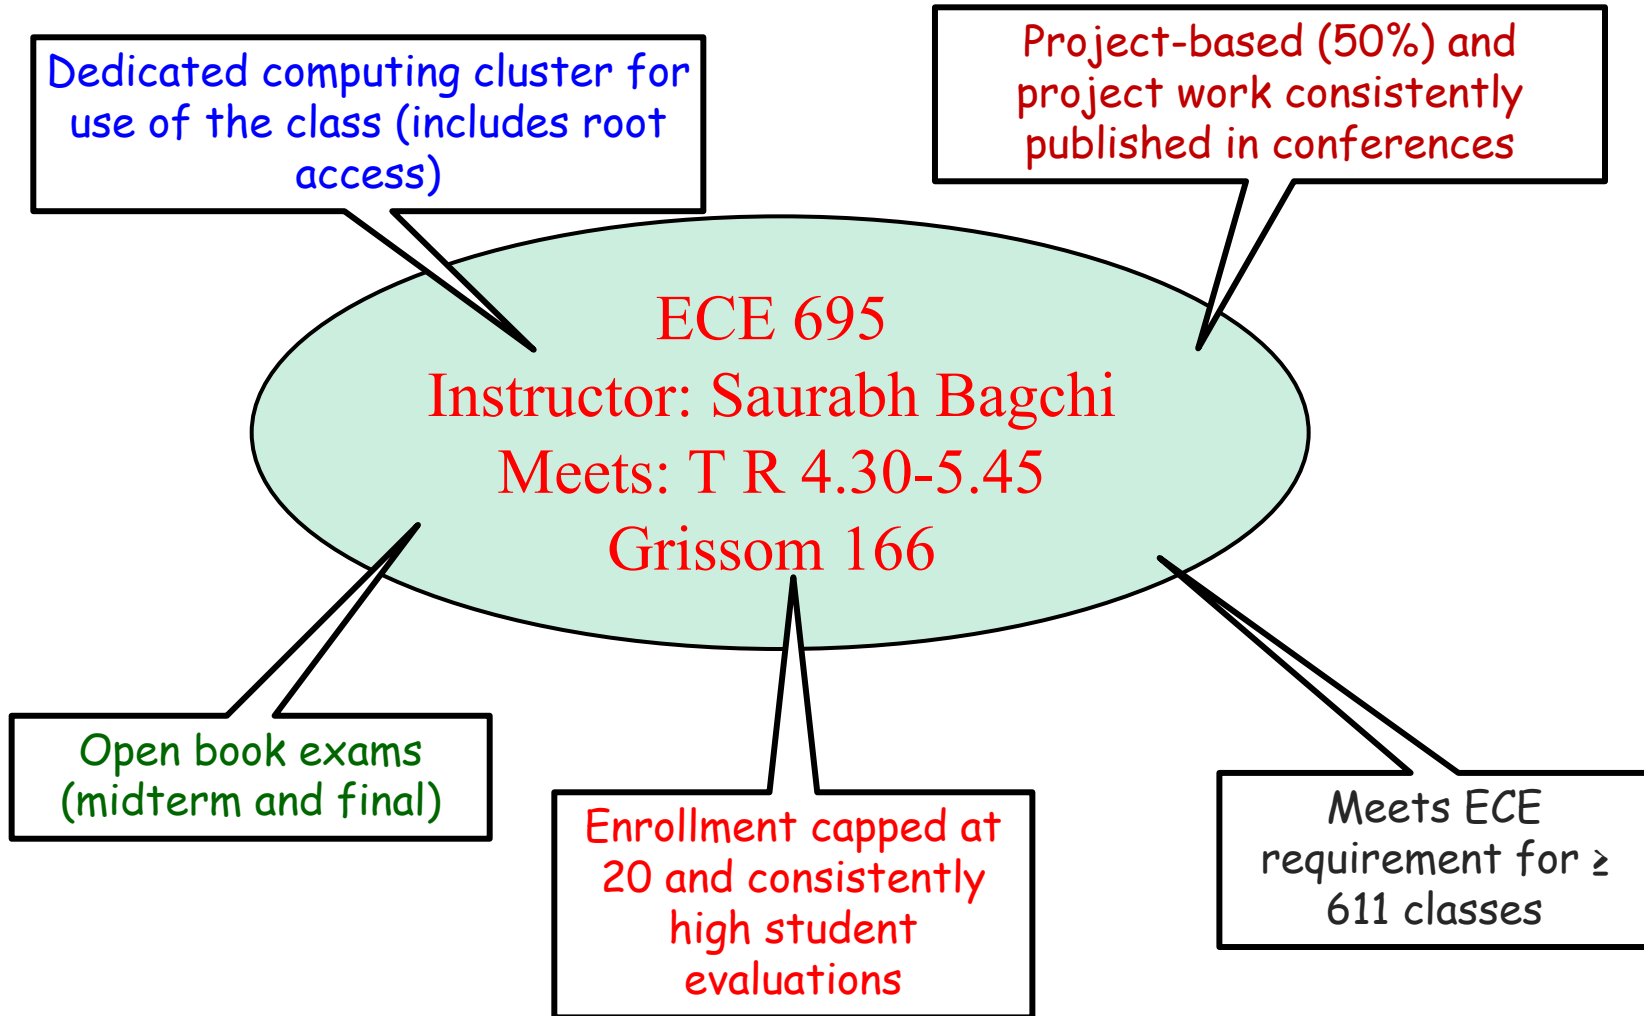 Dedicated computing cluster for
use of the class (includes root
access)
Project-based (50%) and
project work consistently
published in conferences
ECE 695
Instructor: Saurabh Bagchi
Meets: T R 4.30-5.45
Grissom 166
Open book exams
(midterm and final)
Enrollment capped at
20 and consistently
high student
evaluations
Meets ECE
requirement for ≥
611 classes